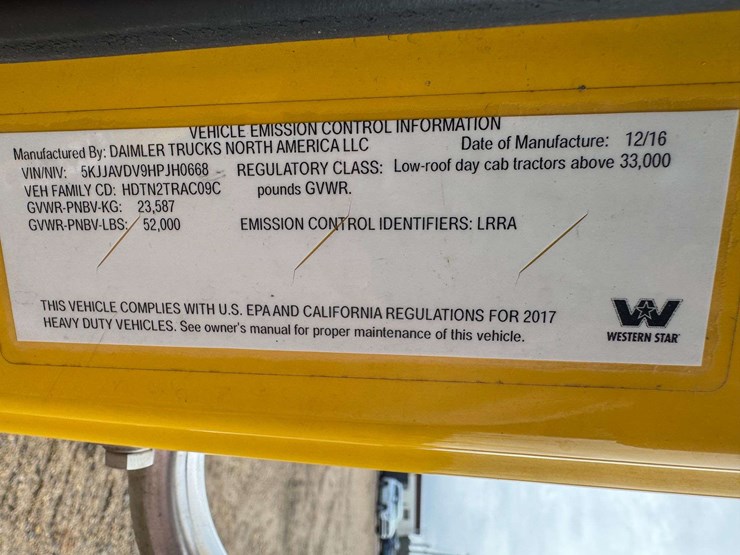 VEHICLE EMISSION CONTROL INFORMATION
Manufactured By: DAIMLER TRUCKS NORTH AMERICA LLC Date of Manufacture: 12/16
VIN/NIV: 5KJJAVDV9HPJH0668 REGULATORY CLASS: Low-roof day cab tractors above 33,000
VEH FAMILY CD: HDTN2TRAC09C pounds GVWR.
GVWR-PNBV-KG: 23,587
GVWR-PNBV-LBS: 52,000 EMISSION CONTROL IDENTIFIERS: LRRA
THIS VEHICLE COMPLIES WITH U.S. EPA AND CALIFORNIA REGULATIONS FOR 2017
HEAVY DUTY VEHICLES. See owner's manual for proper maintenance of this vehicle.
WESTERN STAR